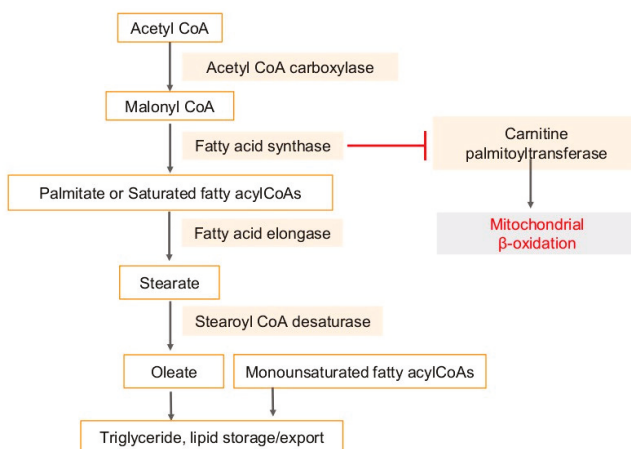 Acetyl CoA
Acetyl CoA carboxylase
Malonyl CoA
Fatty acid synthase
Carnitine
palmitoyltransferase
Palmitate or Saturated fatty acylCoAs
Fatty acid elongase
Mitochondrial
β-oxidation
Stearate
Stearoyl CoA desaturase
Oleate
Monounsaturated fatty acylCoAs
Triglyceride, lipid storage/export